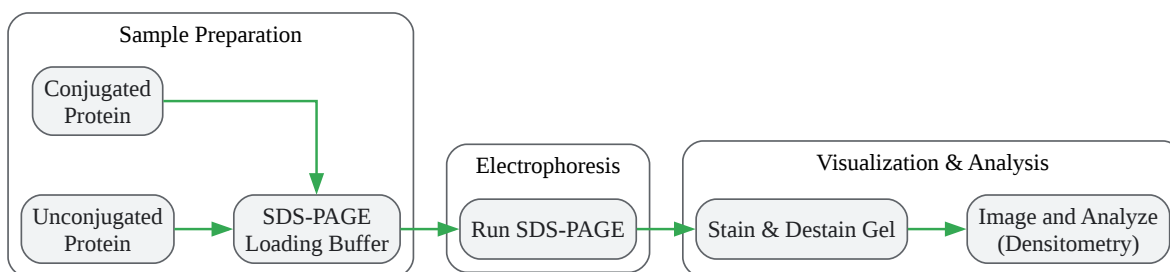 Sample Preparation
Conjugated
Protein
Unconjugated
Protein
SDS-PAGE
Loading Buffer
Electrophoresis
Run SDS-PAGE
Visualization & Analysis
Stain & Destain Gel
Image and Analyze
(Densitometry)